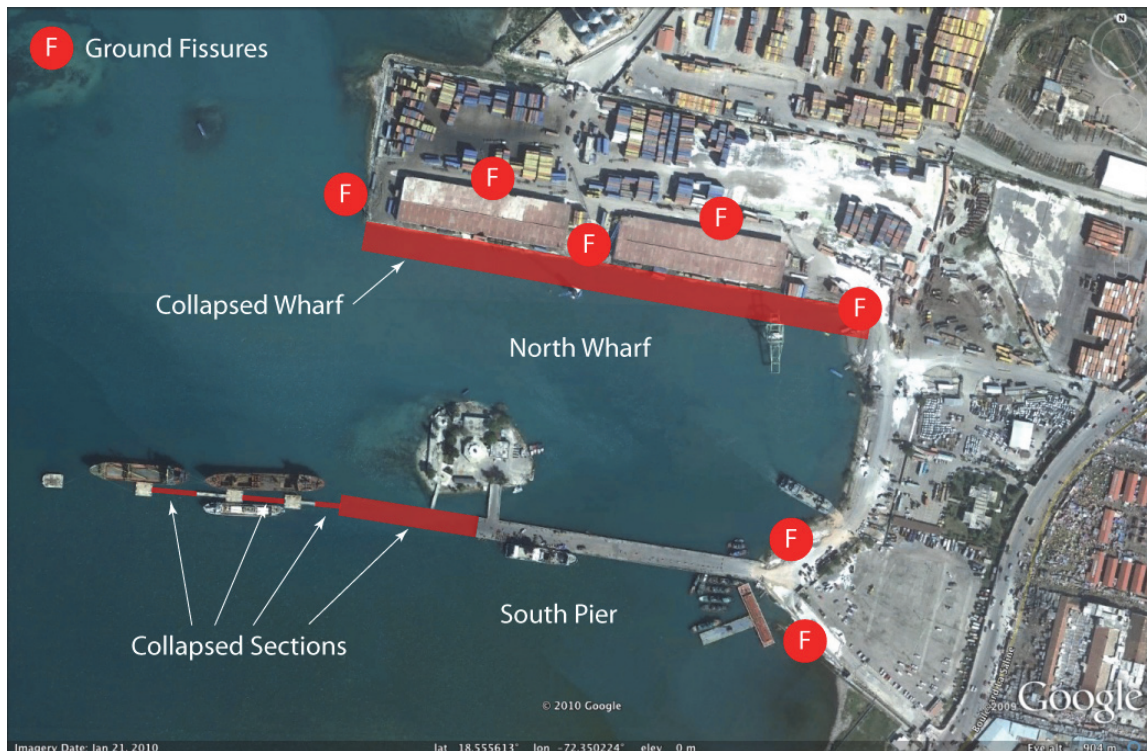 F Ground Fissures
N
F
F
F
F
F
Collapsed Wharf
North Wharf
F
South Pier
F
Collapsed Sections
© 2010 Google
©2009 Google
Imagery Date: Jan 21, 2010 lat 18.555613° lon -72.350224° elev 0 m Eye alt 904 m